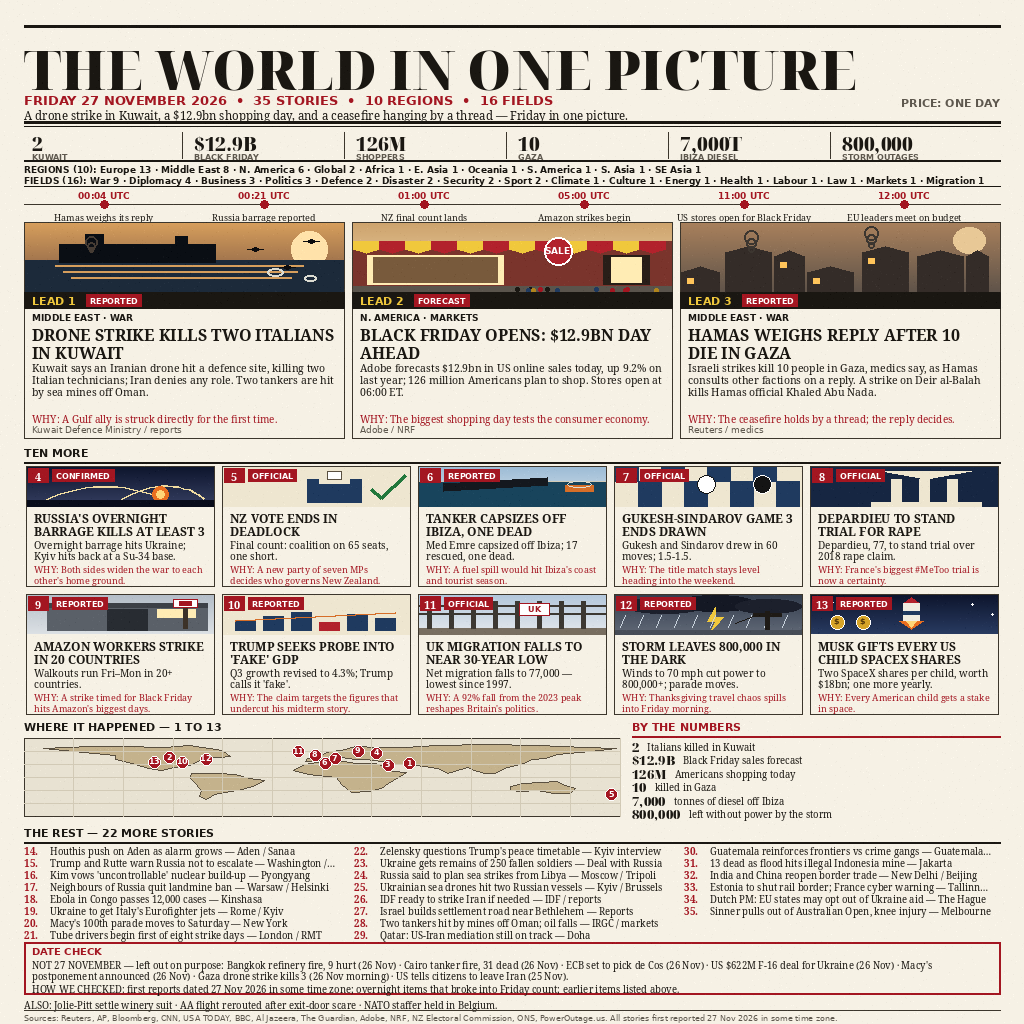 THE WORLD IN ONE PICTURE
FRIDAY 27 NOVEMBER 2026 • 35 STORIES • 10 REGIONS • 16 FIELDS
PRICE: ONE DAY
A drone strike in Kuwait, a $12.9bn shopping day, and a ceasefire hanging by a thread — Friday in one picture.
2
KUWAIT
$12.9B
BLACK FRIDAY
126M
SHOPPERS
10
GAZA
7,000T
IBIZA DIESEL
800,000
STORM OUTAGES
REGIONS (10): Europe 13 · Middle East 8 · N. America 6 · Global 2 · Africa 1 · E. Asia 1 · Oceania 1 · S. America 1 · S. Asia 1 · SE Asia 1
FIELDS (16): War 9 · Diplomacy 4 · Business 3 · Politics 3 · Defence 2 · Disaster 2 · Security 2 · Sport 2 · Climate 1 · Culture 1 · Energy 1 · Health 1 · Labour 1 · Law 1 · Markets 1 · Migration 1
00:04 UTC
00:21 UTC
01:00 UTC
05:00 UTC
11:00 UTC
12:00 UTC
Hamas weighs its reply
Russia barrage reported
NZ final count lands
Amazon strikes begin
US stores open for Black Friday
EU leaders meet on budget
LEAD 1 REPORTED
MIDDLE EAST · WAR
DRONE STRIKE KILLS TWO ITALIANS
IN KUWAIT
Kuwait says an Iranian drone hit a defence site, killing two
Italian technicians; Iran denies any role. Two tankers are hit
by sea mines off Oman.
WHY: A Gulf ally is struck directly for the first time.
Kuwait Defence Ministry / reports
SALE
LEAD 2 FORECAST
N. AMERICA · MARKETS
BLACK FRIDAY OPENS: $12.9BN DAY
AHEAD
Adobe forecasts $12.9bn in US online sales today, up 9.2% on
last year; 126 million Americans plan to shop. Stores open at
06:00 ET.
WHY: The biggest shopping day tests the consumer economy.
Adobe / NRF
LEAD 3 REPORTED
MIDDLE EAST · WAR
HAMAS WEIGHS REPLY AFTER 10
DIE IN GAZA
Israeli strikes kill 10 people in Gaza, medics say, as Hamas
consults other factions on a reply. A strike on Deir al-Balah
kills Hamas official Khaled Abu Nada.
WHY: The ceasefire holds by a thread; the reply decides.
Reuters / medics
TEN MORE
4 CONFIRMED
RUSSIA'S OVERNIGHT
BARRAGE KILLS AT LEAST 3
Overnight barrage hits Ukraine;
Kyiv hits back at a Su-34 base.
WHY: Both sides widen the war to each
other's home ground.
5 OFFICIAL
NZ VOTE ENDS IN
DEADLOCK
Final count: coalition on 65 seats,
one short.
WHY: A new party of seven MPs
decides who governs New Zealand.
6 REPORTED
TANKER CAPSIZES OFF
IBIZA, ONE DEAD
Med Emre capsized off Ibiza; 17
rescued, one dead.
WHY: A fuel spill would hit Ibiza's coast
and tourist season.
7 OFFICIAL
GUKESH-SINDAROV GAME 3
ENDS DRAWN
Gukesh and Sindarov drew in 60
moves; 1.5-1.5.
WHY: The title match stays level
heading into the weekend.
8 OFFICIAL
DEPARDIEU TO STAND
TRIAL FOR RAPE
Depardieu, 77, to stand trial over
2018 rape claim.
WHY: France's biggest #MeToo trial is
now a certainty.
9 REPORTED
AMAZON WORKERS STRIKE
IN 20 COUNTRIES
Walkouts run Fri–Mon in 20+
countries.
WHY: A strike timed for Black Friday
hits Amazon's biggest days.
10 REPORTED
TRUMP SEEKS PROBE INTO
'FAKE' GDP
Q3 growth revised to 4.3%; Trump
calls it 'fake'.
WHY: The claim targets the figures that
undercut his midterm story.
11 OFFICIAL
UK
UK MIGRATION FALLS TO
NEAR 30-YEAR LOW
Net migration falls to 77,000 —
lowest since 1997.
WHY: A 92% fall from the 2023 peak
reshapes Britain's politics.
12 REPORTED
STORM LEAVES 800,000 IN
THE DARK
Winds to 70 mph cut power to
800,000+; parade moves.
WHY: Thanksgiving travel chaos spills
into Friday morning.
13 REPORTED
$ $
MUSK GIFTS EVERY US
CHILD SPACEX SHARES
Two SpaceX shares per child, worth
$18bn; one more yearly.
WHY: Every American child gets a stake
in space.
WHERE IT HAPPENED — 1 TO 13
13 2 10 12 11 8 6 7 9 4 3 1 5
BY THE NUMBERS
2 Italians killed in Kuwait
$12.9B Black Friday sales forecast
126M Americans shopping today
10 killed in Gaza
7,000 tonnes of diesel off Ibiza
800,000 left without power by the storm
THE REST — 22 MORE STORIES
14. Houthis push on Aden as alarm grows — Aden / Sanaa
15. Trump and Rutte warn Russia not to escalate — Washington /...
16. Kim vows 'uncontrollable' nuclear build-up — Pyongyang
17. Neighbours of Russia quit landmine ban — Warsaw / Helsinki
18. Ebola in Congo passes 12,000 cases — Kinshasa
19. Ukraine to get Italy's Eurofighter jets — Rome / Kyiv
20. Macy's 100th parade moves to Saturday — New York
21. Tube drivers begin first of eight strike days — London / RMT
22. Zelensky questions Trump's peace timetable — Kyiv interview
23. Ukraine gets remains of 250 fallen soldiers — Deal with Russia
24. Russia said to plan sea strikes from Libya — Moscow / Tripoli
25. Ukrainian sea drones hit two Russian vessels — Kyiv / Brussels
26. IDF ready to strike Iran if needed — IDF / reports
27. Israel builds settlement road near Bethlehem — Reports
28. Two tankers hit by mines off Oman; oil falls — IRGC / markets
29. Qatar: US-Iran mediation still on track — Doha
30. Guatemala reinforces frontiers vs crime gangs — Guatemala...
31. 13 dead as flood hits illegal Indonesia mine — Jakarta
32. India and China reopen border trade — New Delhi / Beijing
33. Estonia to shut rail border; France cyber warning — Tallinn...
34. Dutch PM: EU states may opt out of Ukraine aid — The Hague
35. Sinner pulls out of Australian Open, knee injury — Melbourne
DATE CHECK
NOT 27 NOVEMBER — left out on purpose: Bangkok refinery fire, 9 hurt (26 Nov) · Cairo tanker fire, 31 dead (26 Nov) · ECB set to pick de Cos (26 Nov) · US $622M F-16 deal for Ukraine (26 Nov) · Macy's
postponement announced (26 Nov) · Gaza drone strike kills 3 (26 Nov morning) · US tells citizens to leave Iran (25 Nov).
HOW WE CHECKED: first reports dated 27 Nov 2026 in some time zone; overnight items that broke into Friday count; earlier items listed above.
ALSO: Jolie-Pitt settle winery suit · AA flight rerouted after exit-door scare · NATO staffer held in Belgium.
Sources: Reuters, AP, Bloomberg, CNN, USA TODAY, BBC, Al Jazeera, The Guardian, Adobe, NRF, NZ Electoral Commission, ONS, PowerOutage.us. All stories first reported 27 Nov 2026 in some time zone.